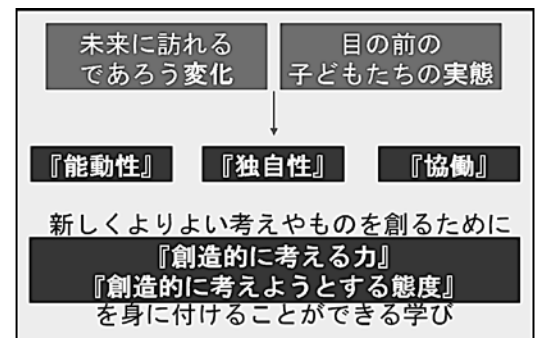 未来に訪れる
であろう変化
目の前の
子どもたちの実態
『能動性』
『独自性』
『協働』
新しくよりよい考えやものを創るために
『創造的に考える力』
『創造的に考えようとする態度』
を身に付けることができる学び